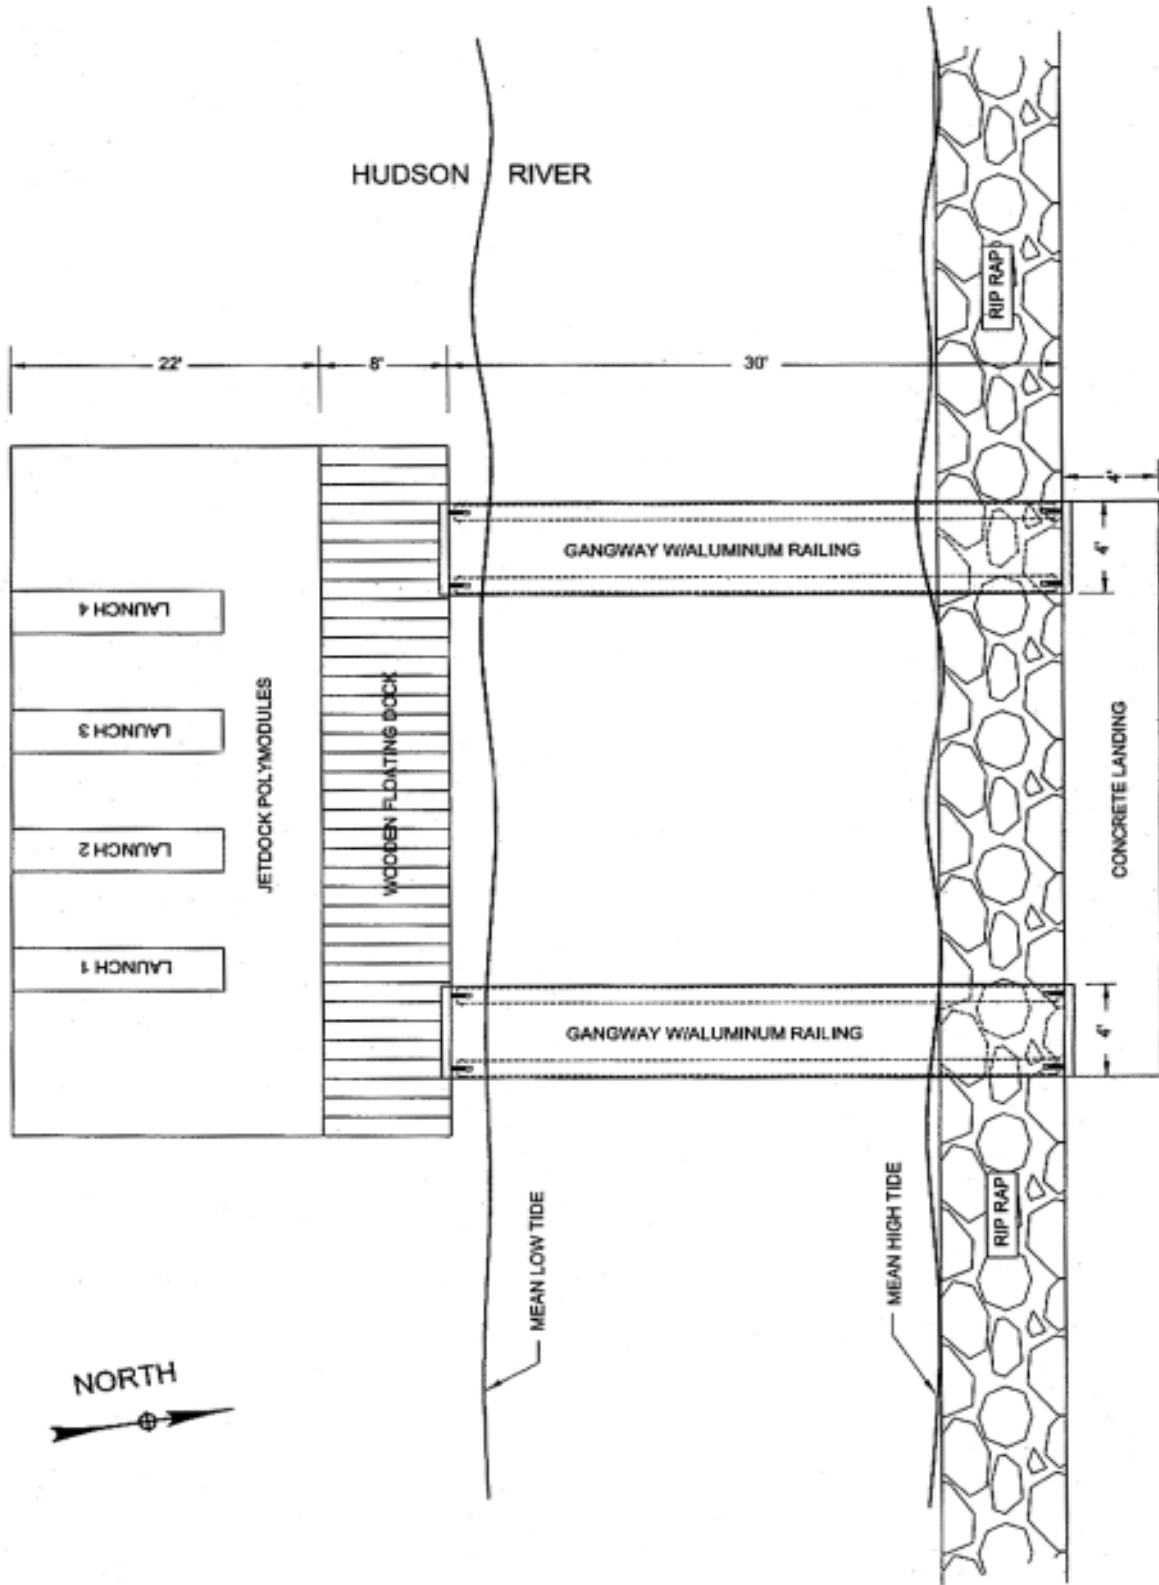 HUDSON RIVER
RIP RAP
22'
8'
30'
4'
GANGWAY W/ALUMINUM RAILING
4'
LAUNCH 4
LAUNCH 3
LAUNCH 2
LAUNCH 1
JETDOCK POLYMODULES
WOODEN FLOATING DOCK
CONCRETE LANDING
GANGWAY W/ALUMINUM RAILING
4'
MEAN LOW TIDE
MEAN HIGH TIDE
RIP RAP
NORTH